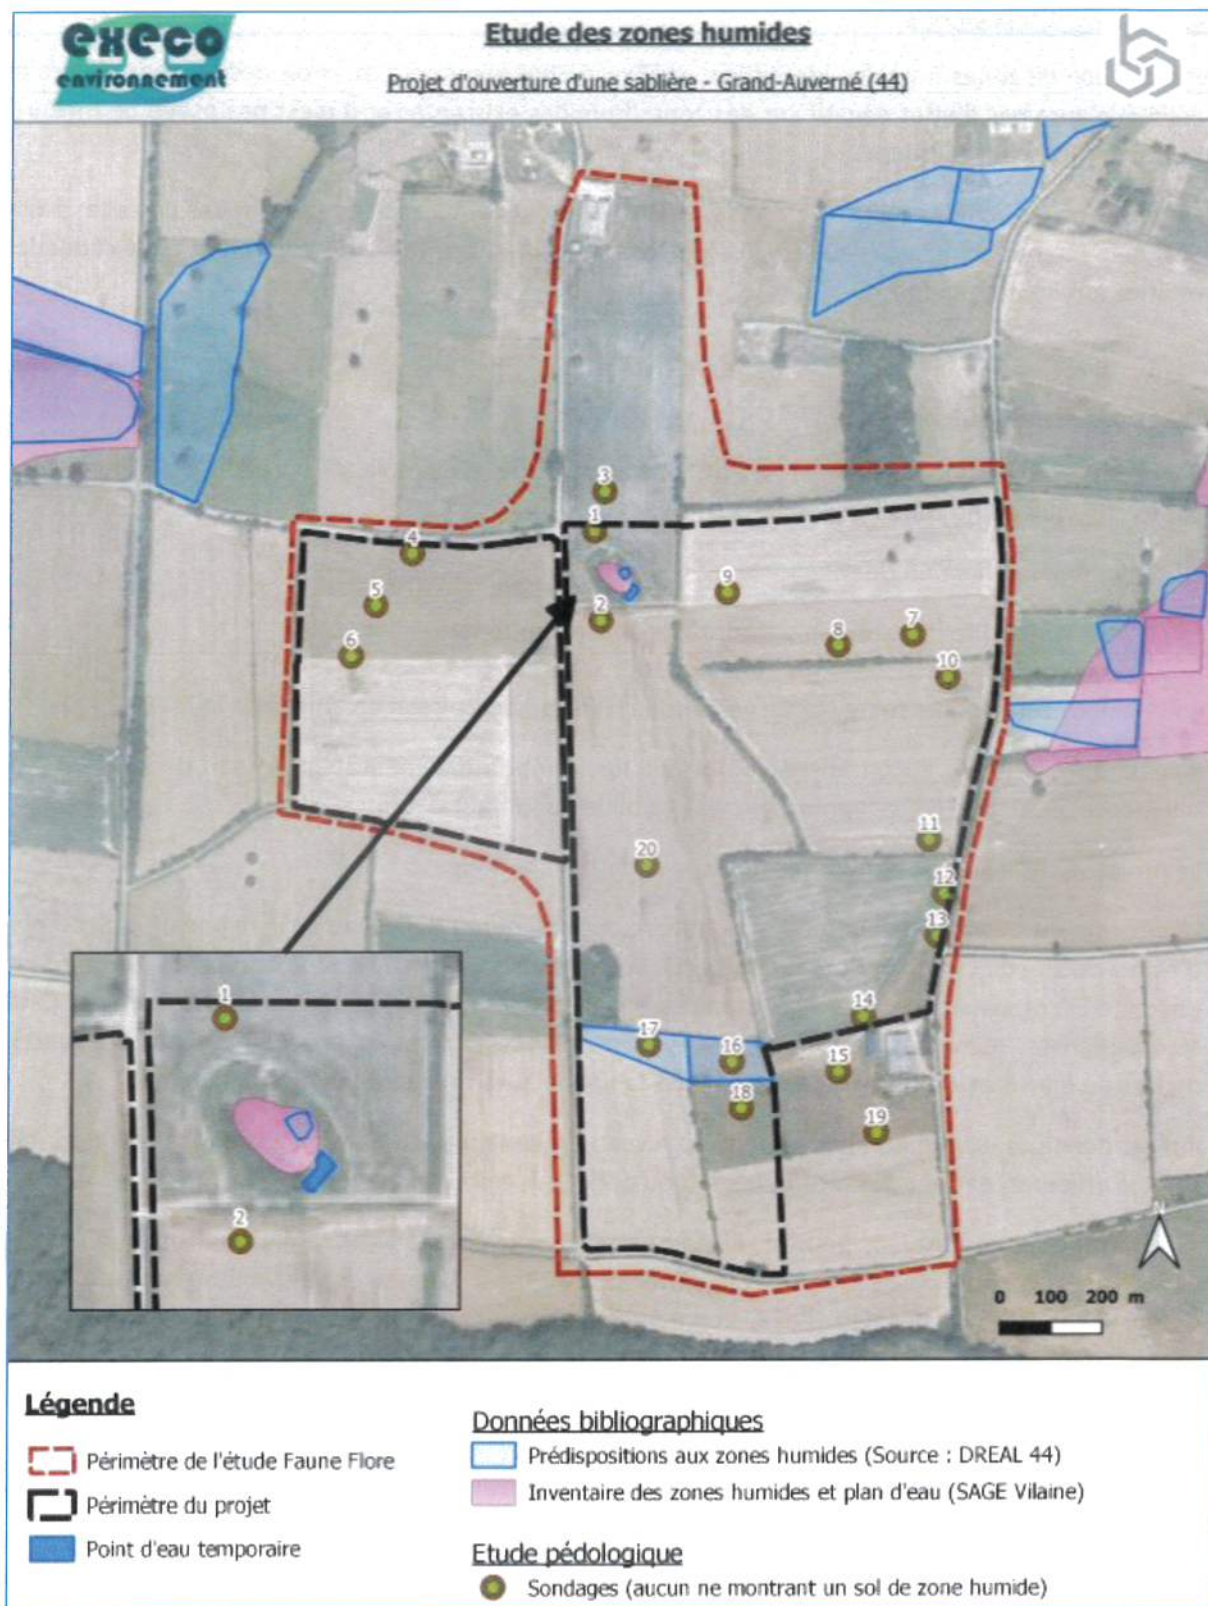 execo
environnement
Etude des zones humides
Projet d'ouverture d'une sablière - Grand-Auverné (44)
3
1
4
9
5
2
7
8
6
10
11
20
12
13
1
14
17
16
15
18
19
2
N
0 100 200 m
Légende
Périmètre de l'étude Faune Flore
Périmètre du projet
Point d'eau temporaire
Données bibliographiques
Prédispositions aux zones humides (Source : DREAL 44)
Inventaire des zones humides et plan d'eau (SAGE Vilaine)
Etude pédologique
Sondages (aucun ne montrant un sol de zone humide)